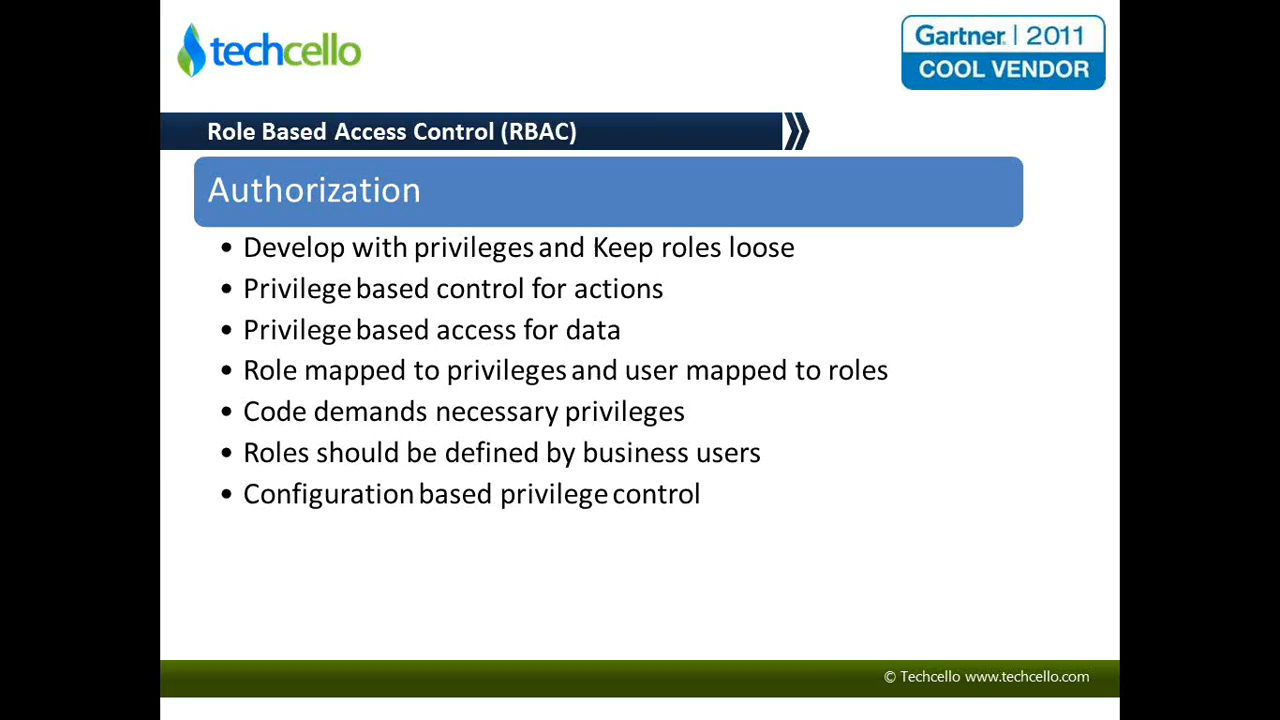 techcello
Gartner | 2011
COOL VENDOR
Role Based Access Control (RBAC)
Authorization
• Develop with privileges and Keep roles loose
• Privilege based control for actions
• Privilege based access for data
• Role mapped to privileges and user mapped to roles
• Code demands necessary privileges
• Roles should be defined by business users
• Configuration based privilege control
© Techcello www.techcello.com